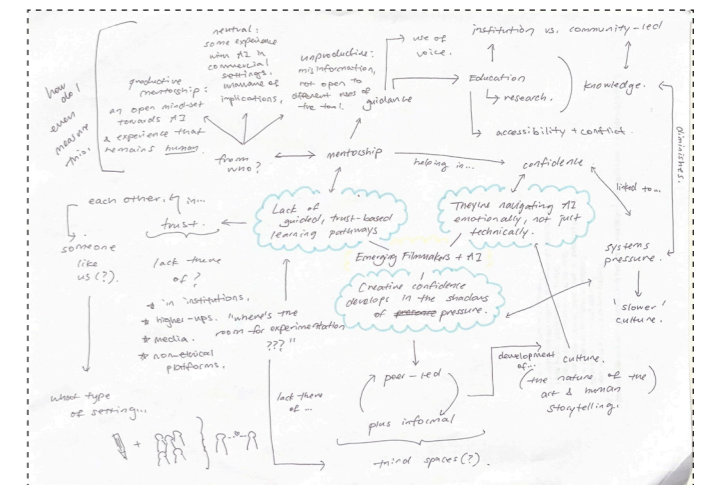 how
do I
even
measure
this.
productive
mentorship:
an open mind-set
towards AI
& experience that
remains human.
neutral:
some experience
with AI in
commercial
settings.
unaware of
implications.
unproductive:
misinformation,
not open to
different uses of
the tool.
from
who?
mentorship
guidance
use of
voice.
Education
research.
accessibility + conflict.
institution vs. community-led
knowledge.
diminishes.
helping in...
confidence
linked to...
systems
pressure.
'slower'
culture.
each other.
in...
trust.
someone
like
us(?).
lack there
of?
* in institutions.
* higher-ups.
* media.
* non-ethical
platforms.
"where's the
room for experimentation
???"
Lack of
guided, trust-based
learning pathways
They're navigating AI
emotionally, not just
technically.
Emerging Filmmakers + AI
Creative confidence
develops in the shadows
of pressure.
what type
of setting...
lack there
of...
peer-led
plus informal
third spaces(?).
development
of...
culture.
(the nature of the
art & human
storytelling.)